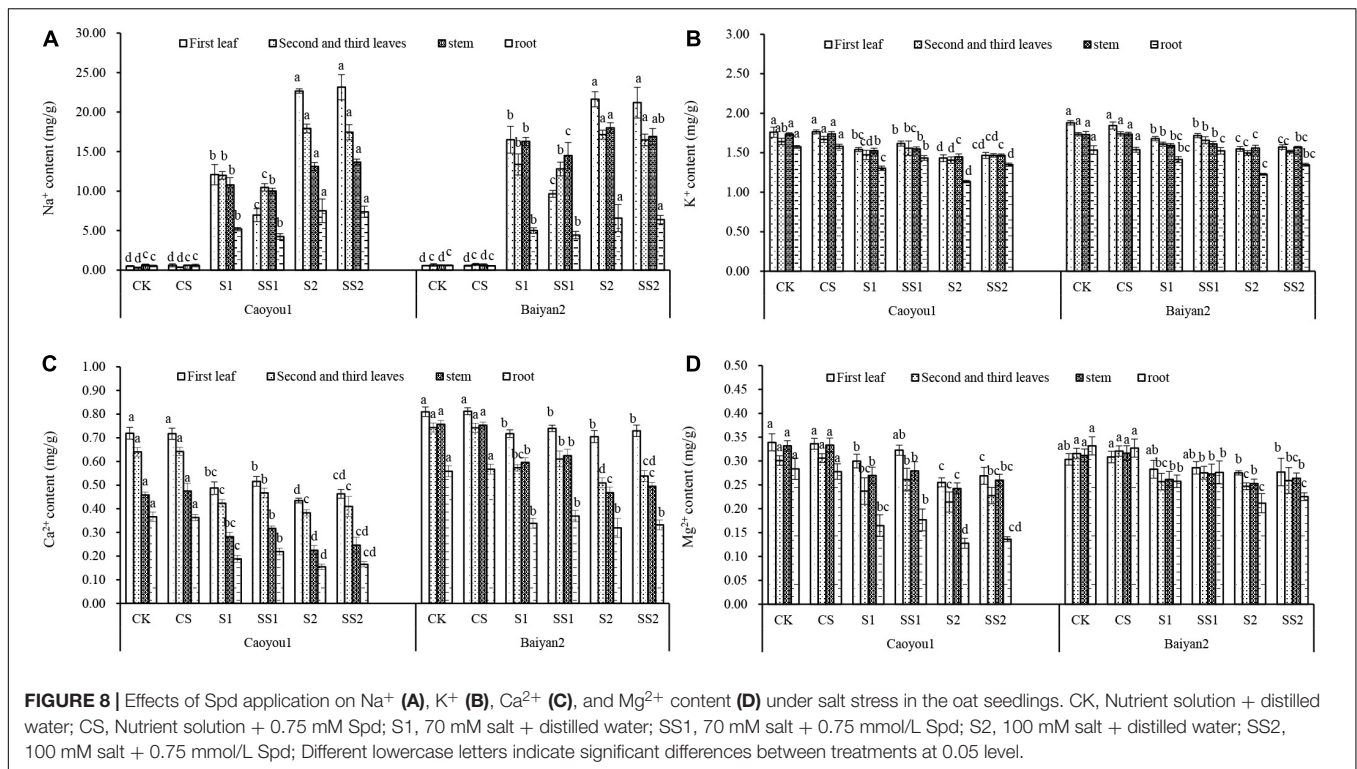 A
30.00
25.00
20.00
15.00
10.00
5.00
0.00
Na⁺ content (mg/g)
First leaf Second and third leaves stem root
d d c c d d c c b b b b c c b b a a a a a a a a
d c d c d c d c b b b b c b c b a a a a a a a a
CK CS S1 SS1 S2 SS2 CK CS S1 SS1 S2 SS2
Caoyou1 Baiyan2
B
3.00
2.50
2.00
1.50
1.00
0.50
0.00
K⁺ content (mg/g)
First leaf Second and third leaves stem root
CK CS S1 SS1 S2 SS2 CK CS S1 SS1 S2 SS2
Caoyou1 Baiyan2
C
1.00
0.90
0.80
0.70
0.60
0.50
0.40
0.30
0.20
0.10
0.00
Ca²⁺ content (mg/g)
First leaf Second and third leaves stem root
CK CS S1 SS1 S2 SS2 CK CS S1 SS1 S2 SS2
Caoyou1 Baiyan2
D
0.50
0.45
0.40
0.35
0.30
0.25
0.20
0.15
0.10
0.05
0.00
Mg²⁺ content (mg/g)
First leaf Second and third leaves stem root
CK CS S1 SS1 S2 SS2 CK CS S1 SS1 S2 SS2
Caoyou1 Baiyan2
FIGURE 8 | Effects of Spd application on Na⁺ (A), K⁺ (B), Ca²⁺ (C), and Mg²⁺ content (D) under salt stress in the oat seedlings. CK, Nutrient solution + distilled
water; CS, Nutrient solution + 0.75 mM Spd; S1, 70 mM salt + distilled water; SS1, 70 mM salt + 0.75 mmol/L Spd; S2, 100 mM salt + distilled water; SS2,
100 mM salt + 0.75 mmol/L Spd; Different lowercase letters indicate significant differences between treatments at 0.05 level.